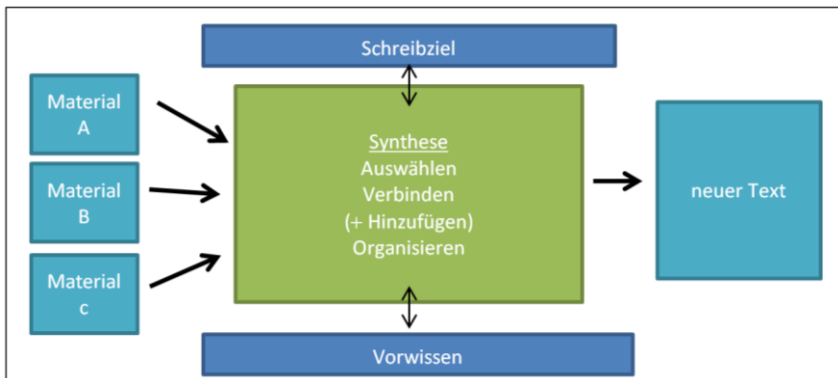 Schreibziel
Material
A
Material
B
Material
c
Synthese
Auswählen
Verbinden
(+ Hinzufügen)
Organisieren
neuer Text
Vorwissen